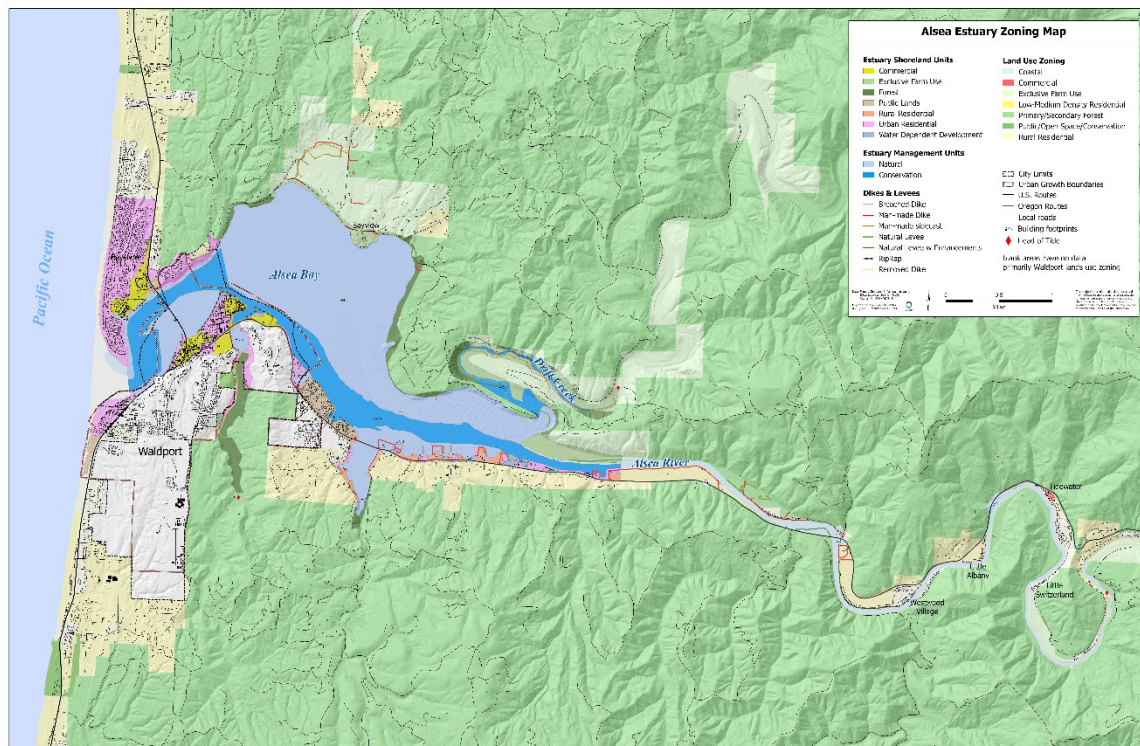 Alsea Estuary Zoning Map
Estuary Shoreland Units
Commercial
Exclusive Farm Use
Forest
Public Lands
Rural Residential
Urban Residential
Water Dependent Development
Estuary Management Units
Natural
Conservation
Dikes & Levees
Breached Dike
Man-made Dike
Man-made sidecast
Natural Levee
Natural Levee w Enhancements
RipRap
Removed Dike
Land Use Zoning
Coastal
Commercial
Exclusive Farm Use
Low-Medium Density Residential
Primary/Secondary Forest
Public/Open Space/Conservation
Rural Residential
City Limits
Urban Growth Boundaries
U.S. Routes
Oregon Routes
Local roads
Building footprints
Head of Tide
blank areas have no data
primarily Waldport lands use zoning
0
0.5
1
Pacific Ocean
Bayview
Alsea Bay
Drift Creek
Waldport
Alsea River
Tidewater
Albany
Little
Switzerland
Westwood
Village